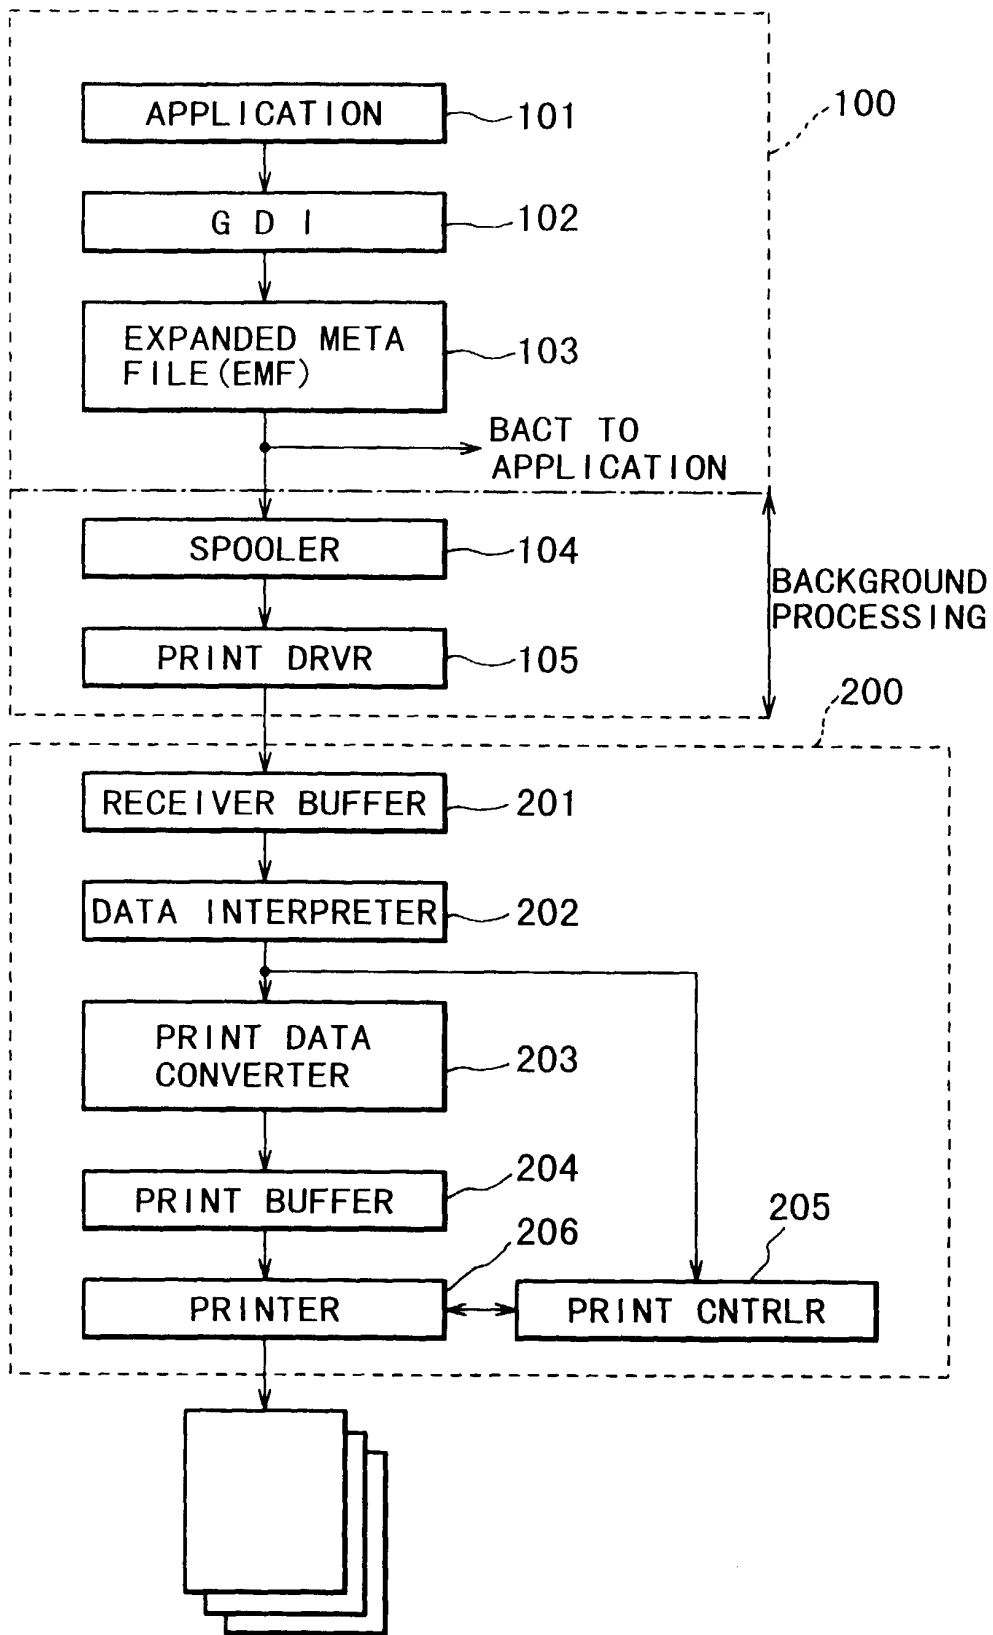 100
APPLICATION
101
G D I
102
EXPANDED META
FILE(EMF)
103
BACT TO
APPLICATION
SPOOLER
104
BACKGROUND
PROCESSING
PRINT DRVR
105
200
RECEIVER BUFFER
201
DATA INTERPRETER
202
PRINT DATA
CONVERTER
203
PRINT BUFFER
204
206
205
PRINTER
PRINT CNTRLR